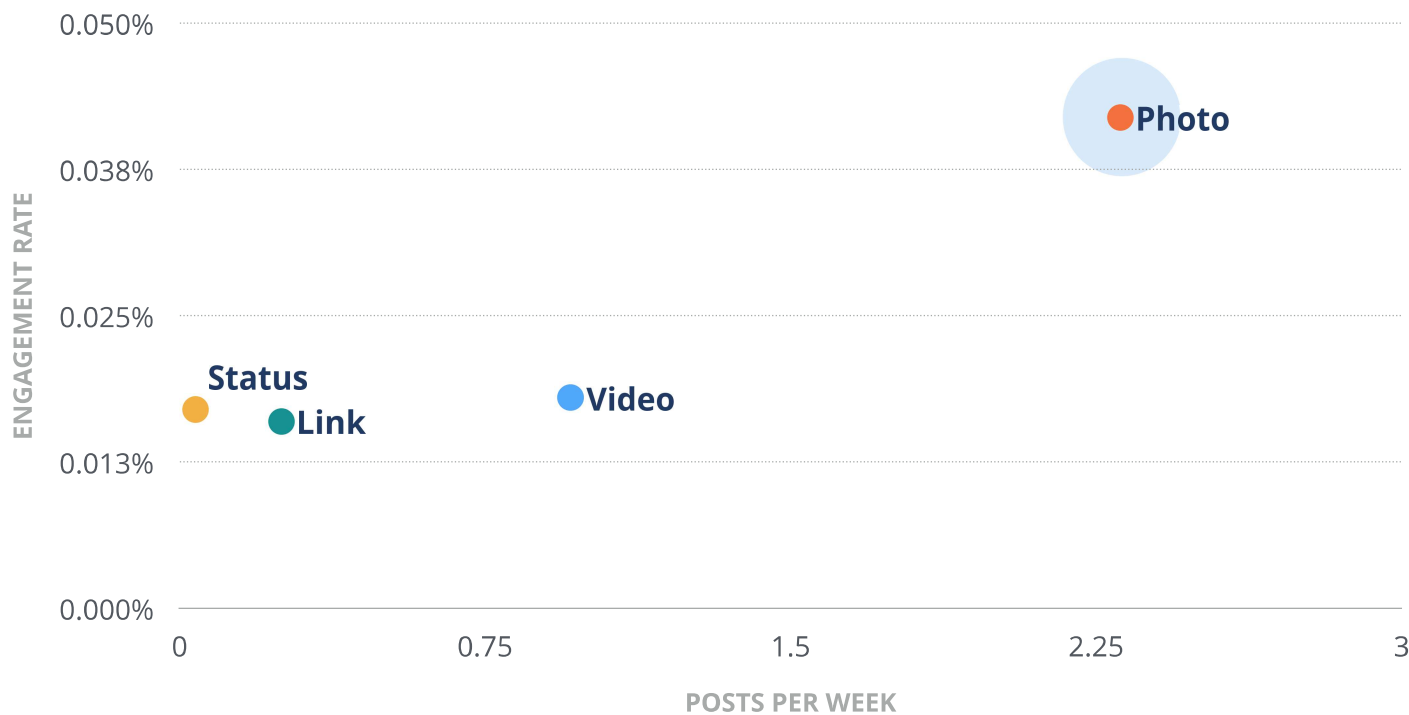 0.050%
Photo
0.038%
ENGAGEMENT RATE
0.025%
Status
Video
Link
0.013%
0.000%
0 0.75 1.5 2.25 3
POSTS PER WEEK